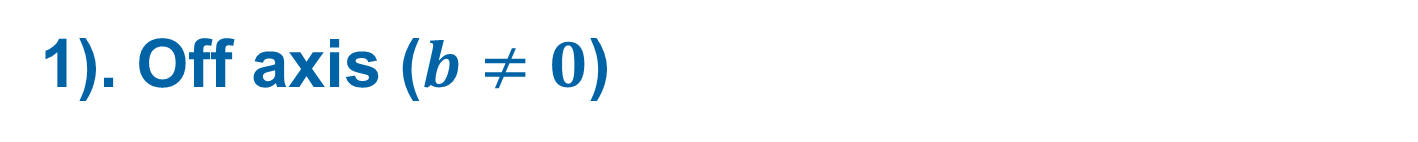 1). Off axis (b ≠ 0)